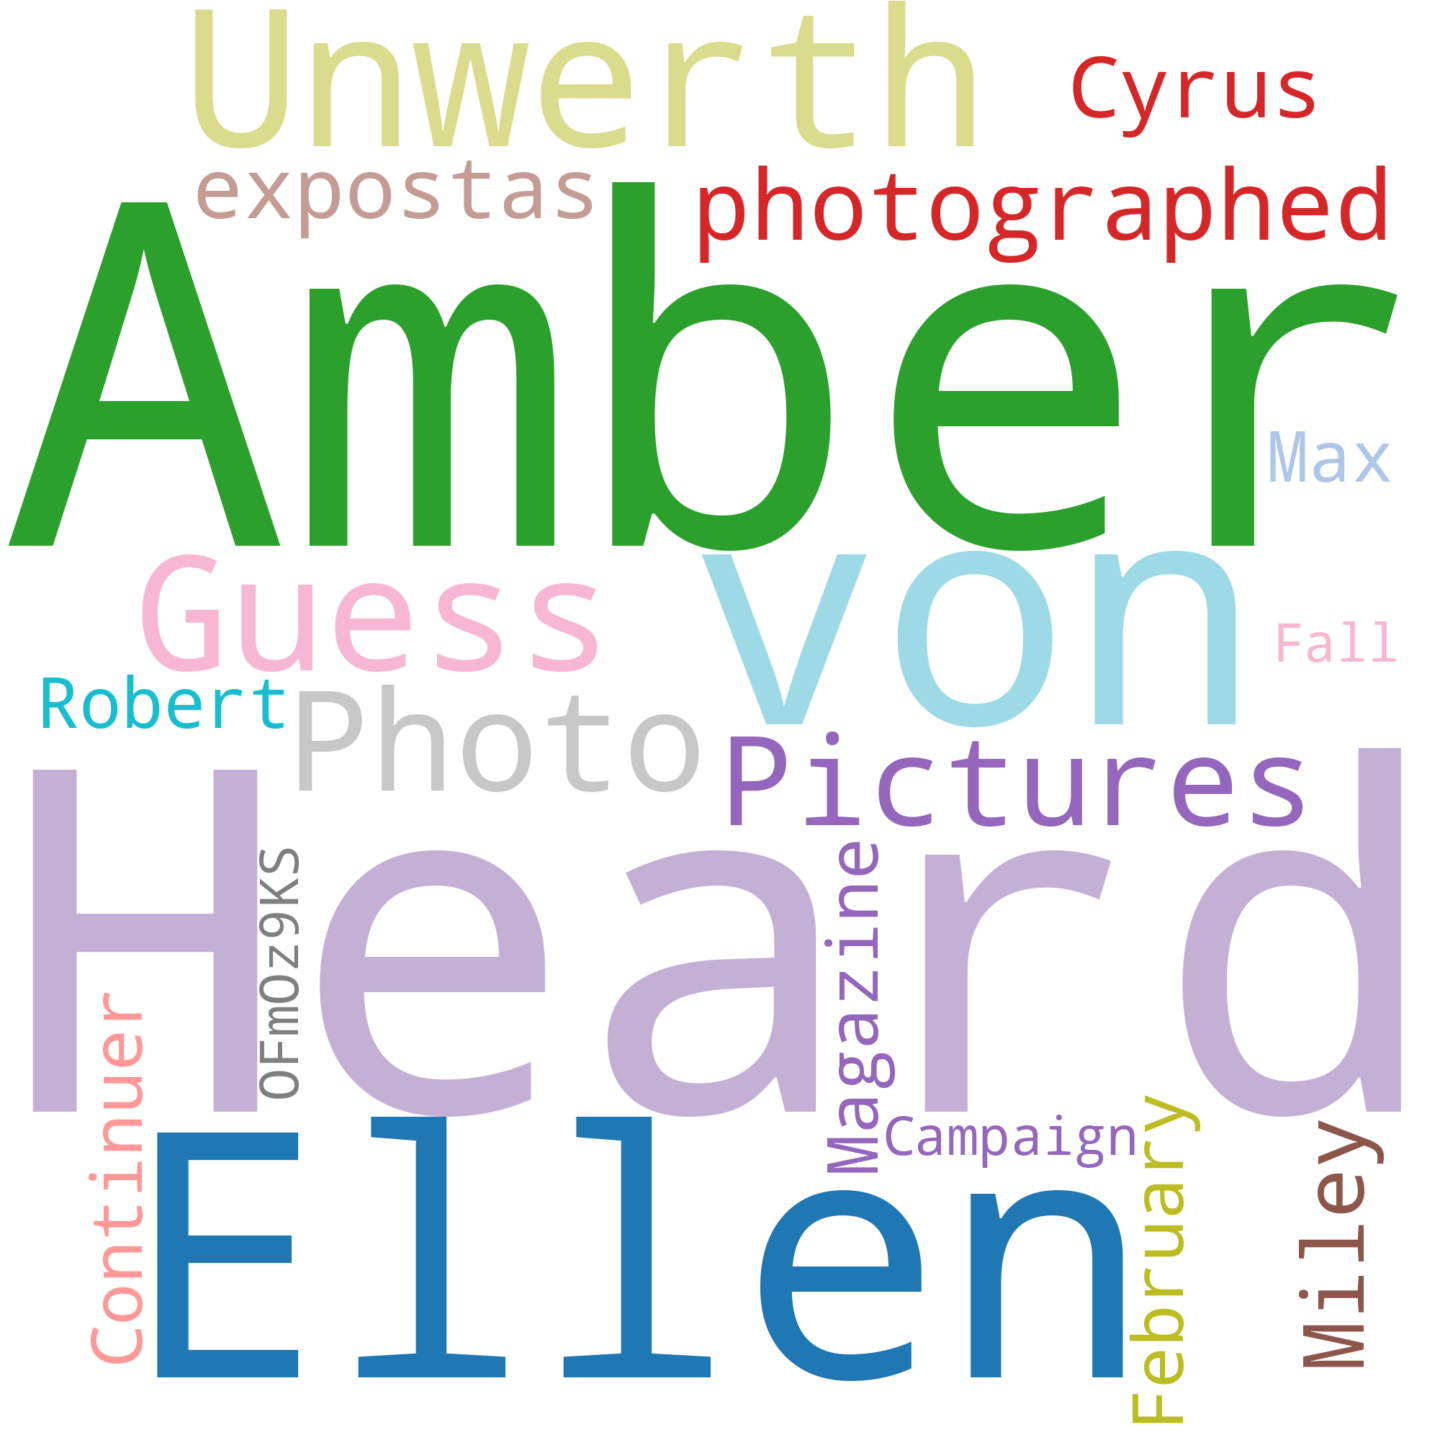 Unwerth
Cyrus
expostas
photographed
Amber
Max
Guess
von
Fall
Robert
Photo
Pictures
Heard
OFmOz9KS
Magazine
Continuer
Ellen
Campaign
February
Miley